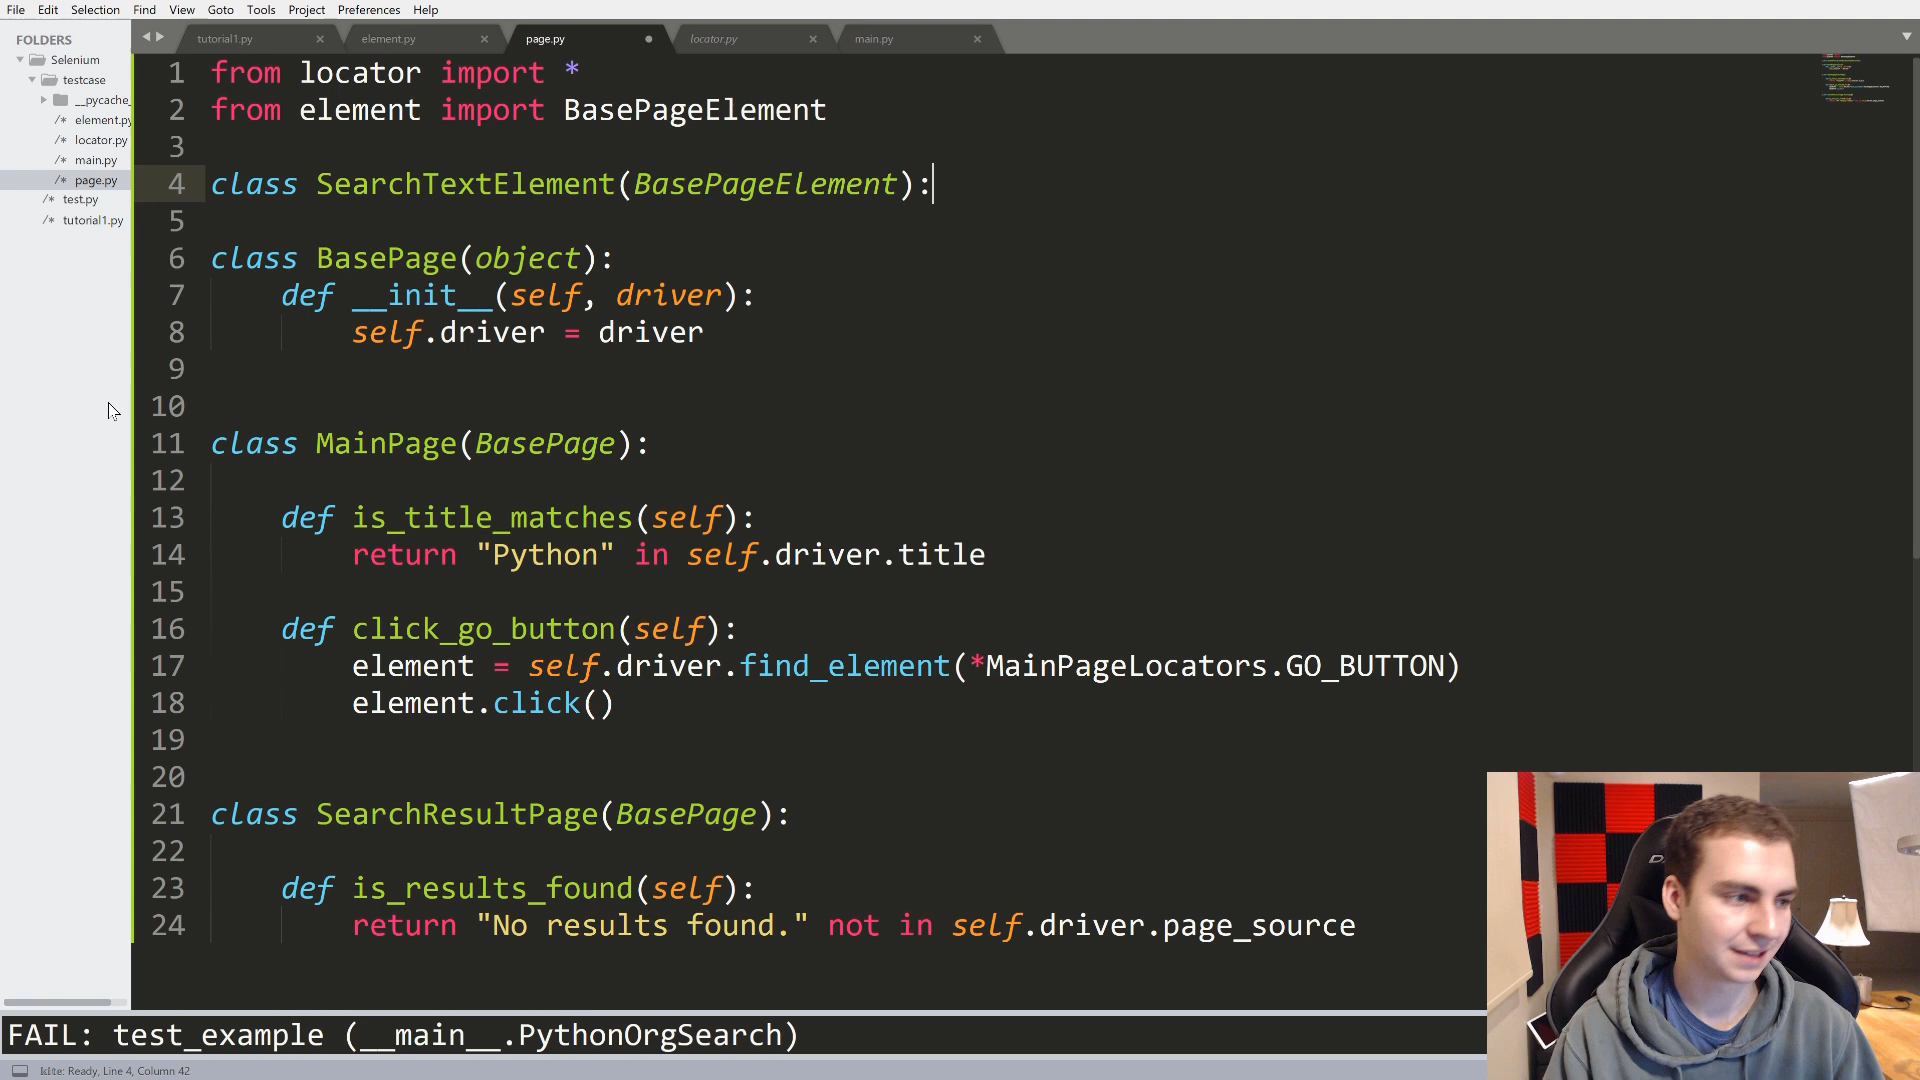 File Edit Selection Find View Goto Tools Project Preferences Help
FOLDERS
Selenium
testcase
__pycache_
/* element.py
/* locator.py
/* main.py
/* page.py
/* test.py
/* tutorial1.py
tutorial1.py × element.py × page.py locator.py × main.py ×
1 from locator import *
2 from element import BasePageElement
3
4 class SearchTextElement(BasePageElement):
5
6 class BasePage(object):
7 def __init__(self, driver):
8 self.driver = driver
9
10
11 class MainPage(BasePage):
12
13 def is_title_matches(self):
14 return "Python" in self.driver.title
15
16 def click_go_button(self):
17 element = self.driver.find_element(*MainPageLocators.GO_BUTTON)
18 element.click()
19
20
21 class SearchResultPage(BasePage):
22
23 def is_results_found(self):
24 return "No results found." not in self.driver.page_source
FAIL: test_example (__main__.PythonOrgSearch)
kite: Ready, Line 4, Column 42